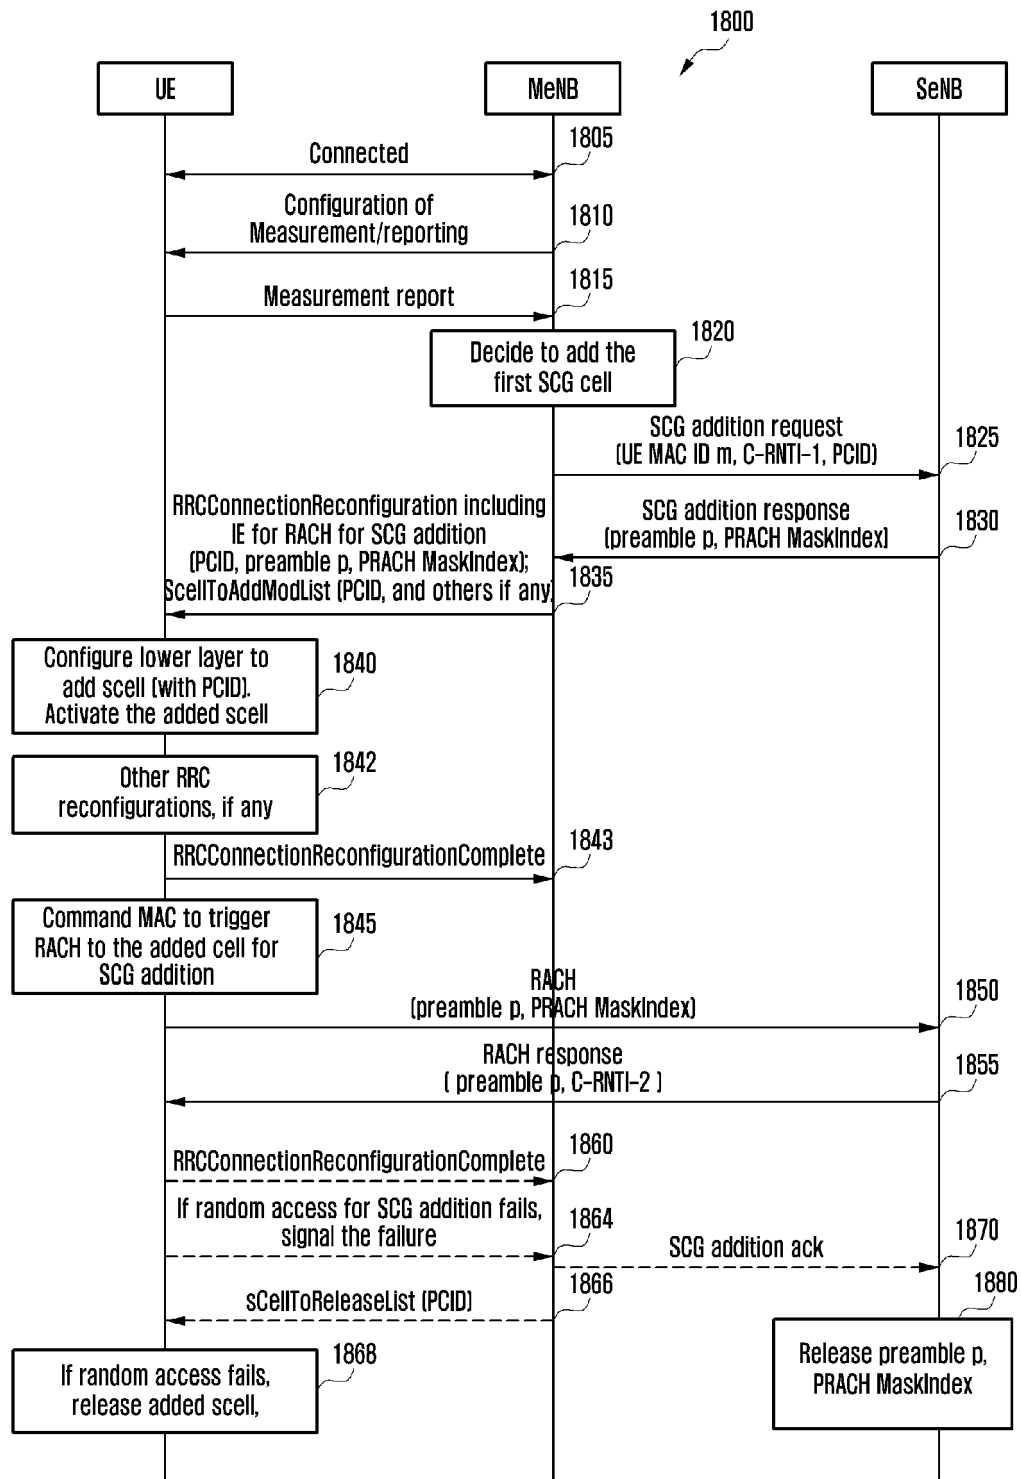 1800
UE
MeNB
SeNB
Connected
1805
Configuration of
Measurement/reporting
1810
Measurement report
1815
Decide to add the
first SCG cell
1820
SCG addition request
(UE MAC ID m, C-RNTI-1, PCID)
1825
SCG addition response
(preamble p, PRACH MaskIndex)
1830
RRCConnectionReconfiguration including
IE for RACH for SCG addition
(PCID, preamble p, PRACH MaskIndex);
ScellToAddModList (PCID, and others if any)
1835
Configure lower layer to
add scell (with PCID).
Activate the added scell
1840
Other RRC
reconfigurations, if any
1842
RRCConnectionReconfigurationComplete
1843
Command MAC to trigger
RACH to the added cell for
SCG addition
1845
RACH
(preamble p, PRACH MaskIndex)
1850
RACH response
( preamble p, C-RNTI-2 )
1855
RRCConnectionReconfigurationComplete
1860
If random access for SCG addition fails,
signal the failure
1864
SCG addition ack
1870
sCellToReleaseList (PCID)
1866
1880
Release preamble p,
PRACH MaskIndex
If random access fails,
release added scell,
1868